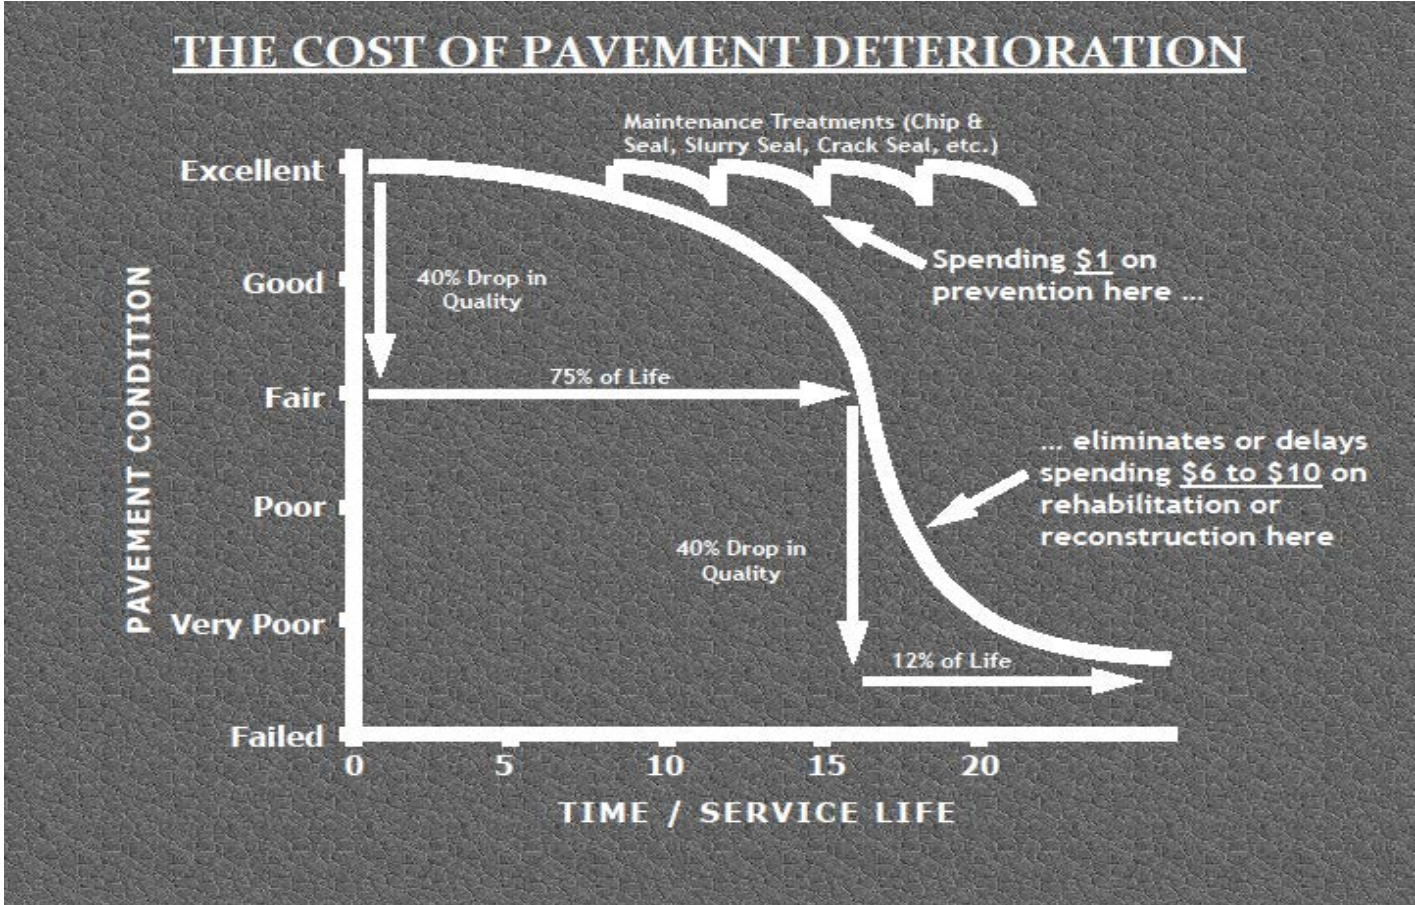 THE COST OF PAVEMENT DETERIORATION
Maintenance Treatments (Chip &
Seal, Slurry Seal, Crack Seal, etc.)
Excellent
Good
Fair
Poor
Very Poor
Failed
PAVEMENT CONDITION
40% Drop in
Quality
75% of Life
Spending $1 on
prevention here ...
... eliminates or delays
spending $6 to $10 on
rehabilitation or
reconstruction here
40% Drop in
Quality
12% of Life
0 5 10 15 20
TIME / SERVICE LIFE